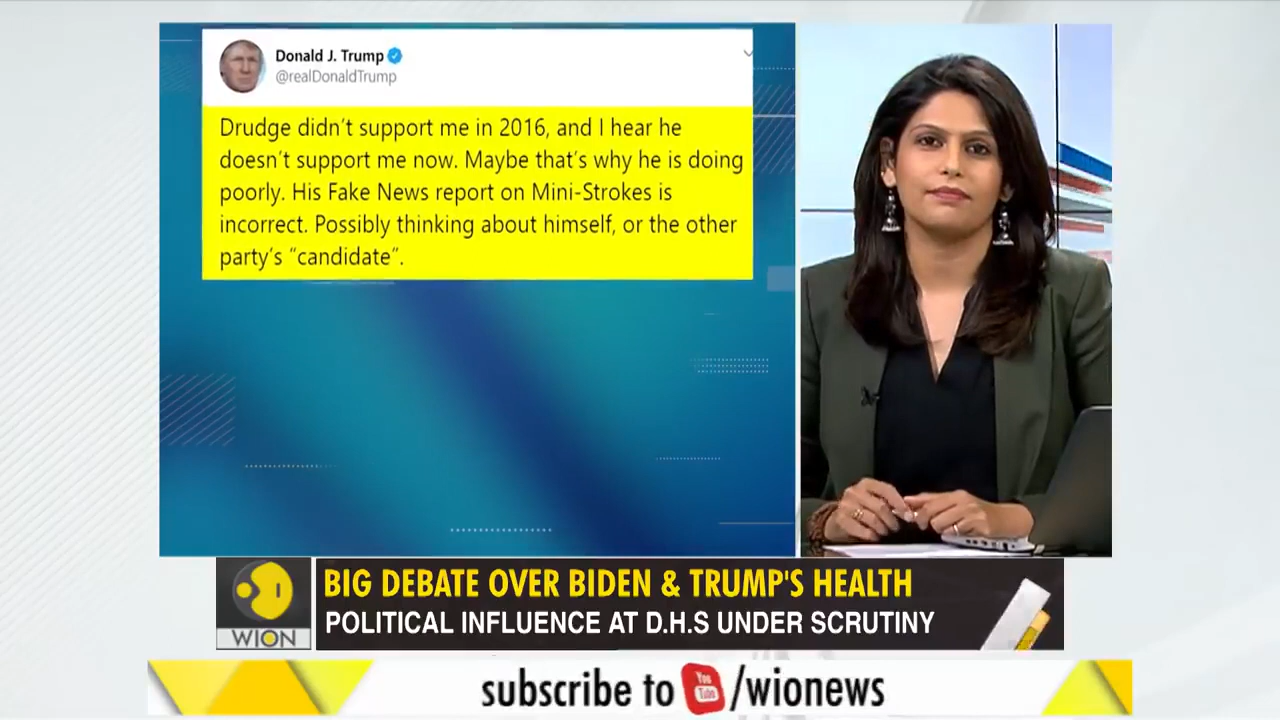 Donald J. Trump
@realDonaldTrump
Drudge didn't support me in 2016, and I hear he
doesn't support me now. Maybe that's why he is doing
poorly. His Fake News report on Mini-Strokes is
incorrect. Possibly thinking about himself, or the other
party's “candidate”.
BIG DEBATE OVER BIDEN & TRUMP'S HEALTH
WION
POLITICAL INFLUENCE AT D.H.S UNDER SCRUTINY
subscribe to You Tube /wionews